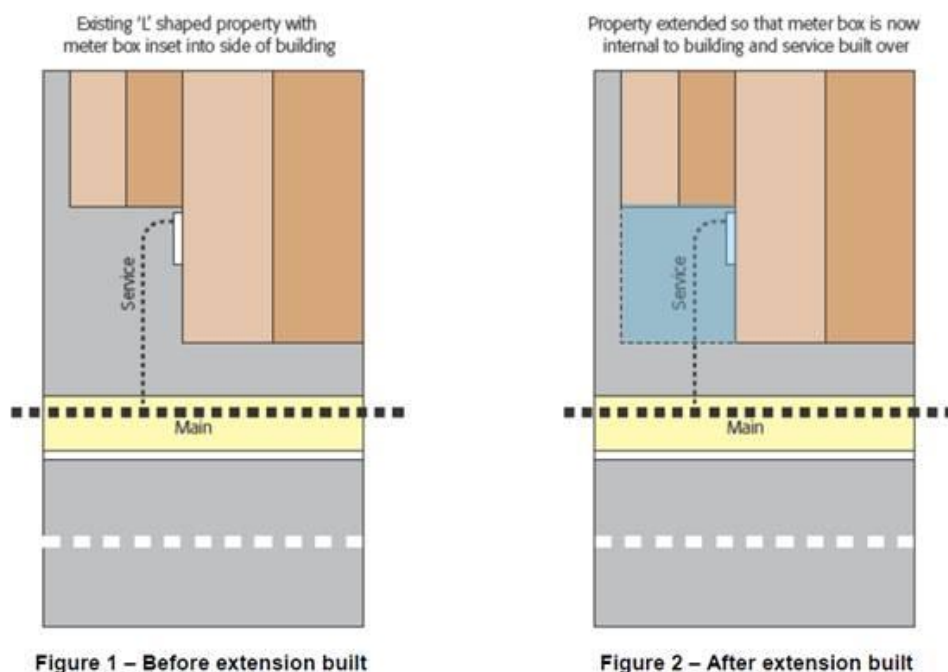 Existing 'L' shaped property with
meter box inset into side of building
Service
Main
Figure 1 – Before extension built
Property extended so that meter box is now
internal to building and service built over
Service
Main
Figure 2 – After extension built